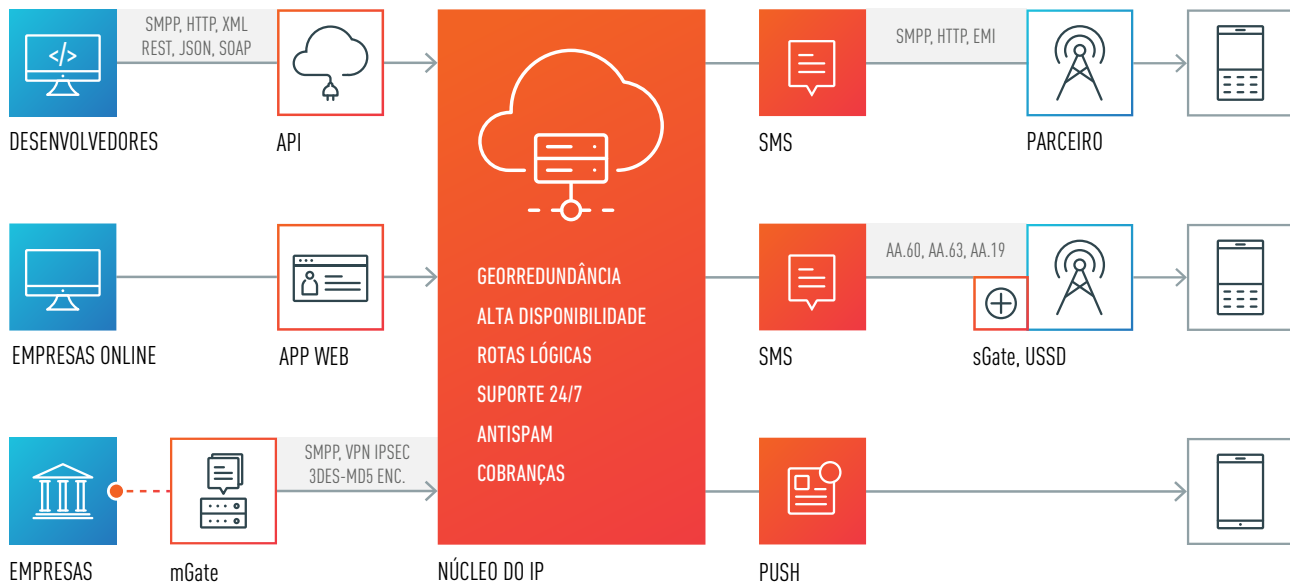 SMPP, HTTP, XML
REST, JSON, SOAP
</>
DESENVOLVEDORES
API
SMS
SMPP, HTTP, EMI
PARCEIRO
EMPRESAS ONLINE
APP WEB
GEORREDUNDÂNCIA
ALTA DISPONIBILIDADE
ROTAS LÓGICAS
SUPORTE 24/7
ANTISPAM
COBRANÇAS
SMS
AA.60, AA.63, AA.19
sGate, USSD
SMPP, VPN IPSEC
3DES-MD5 ENC.
EMPRESAS
mGate
NÚCLEO DO IP
PUSH